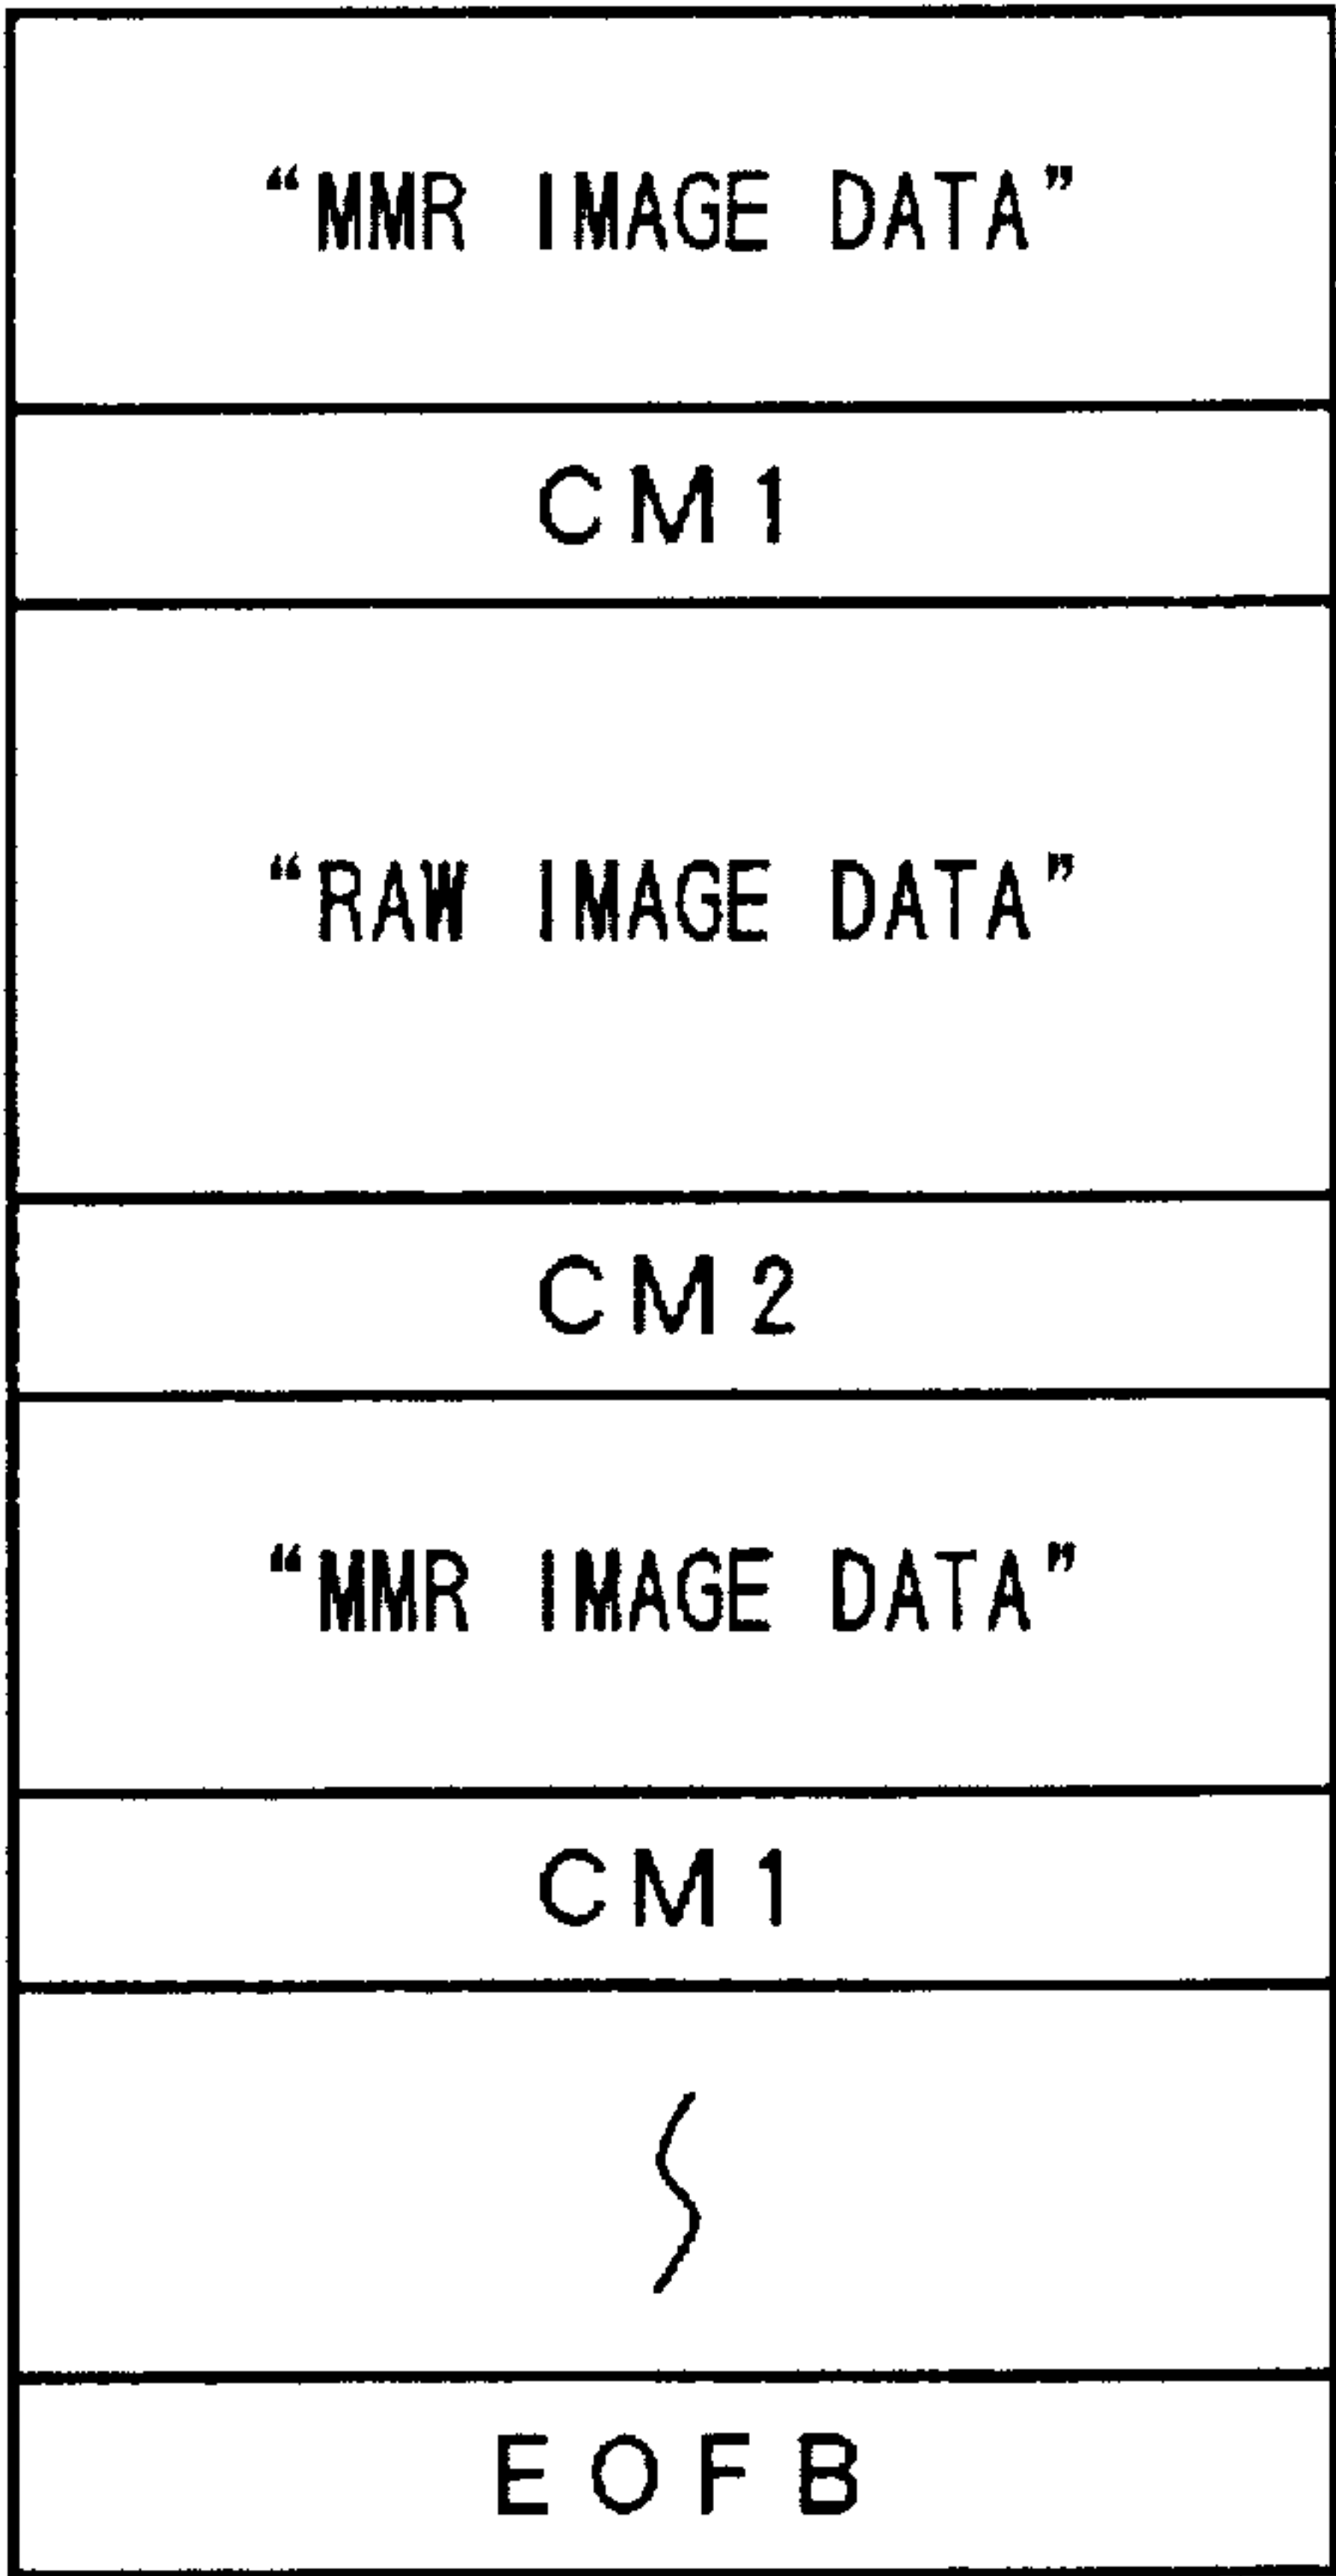 “MMR IMAGE DATA”
CM1
“RAW IMAGE DATA”
CM2
“MMR IMAGE DATA”
CM1
EOFB